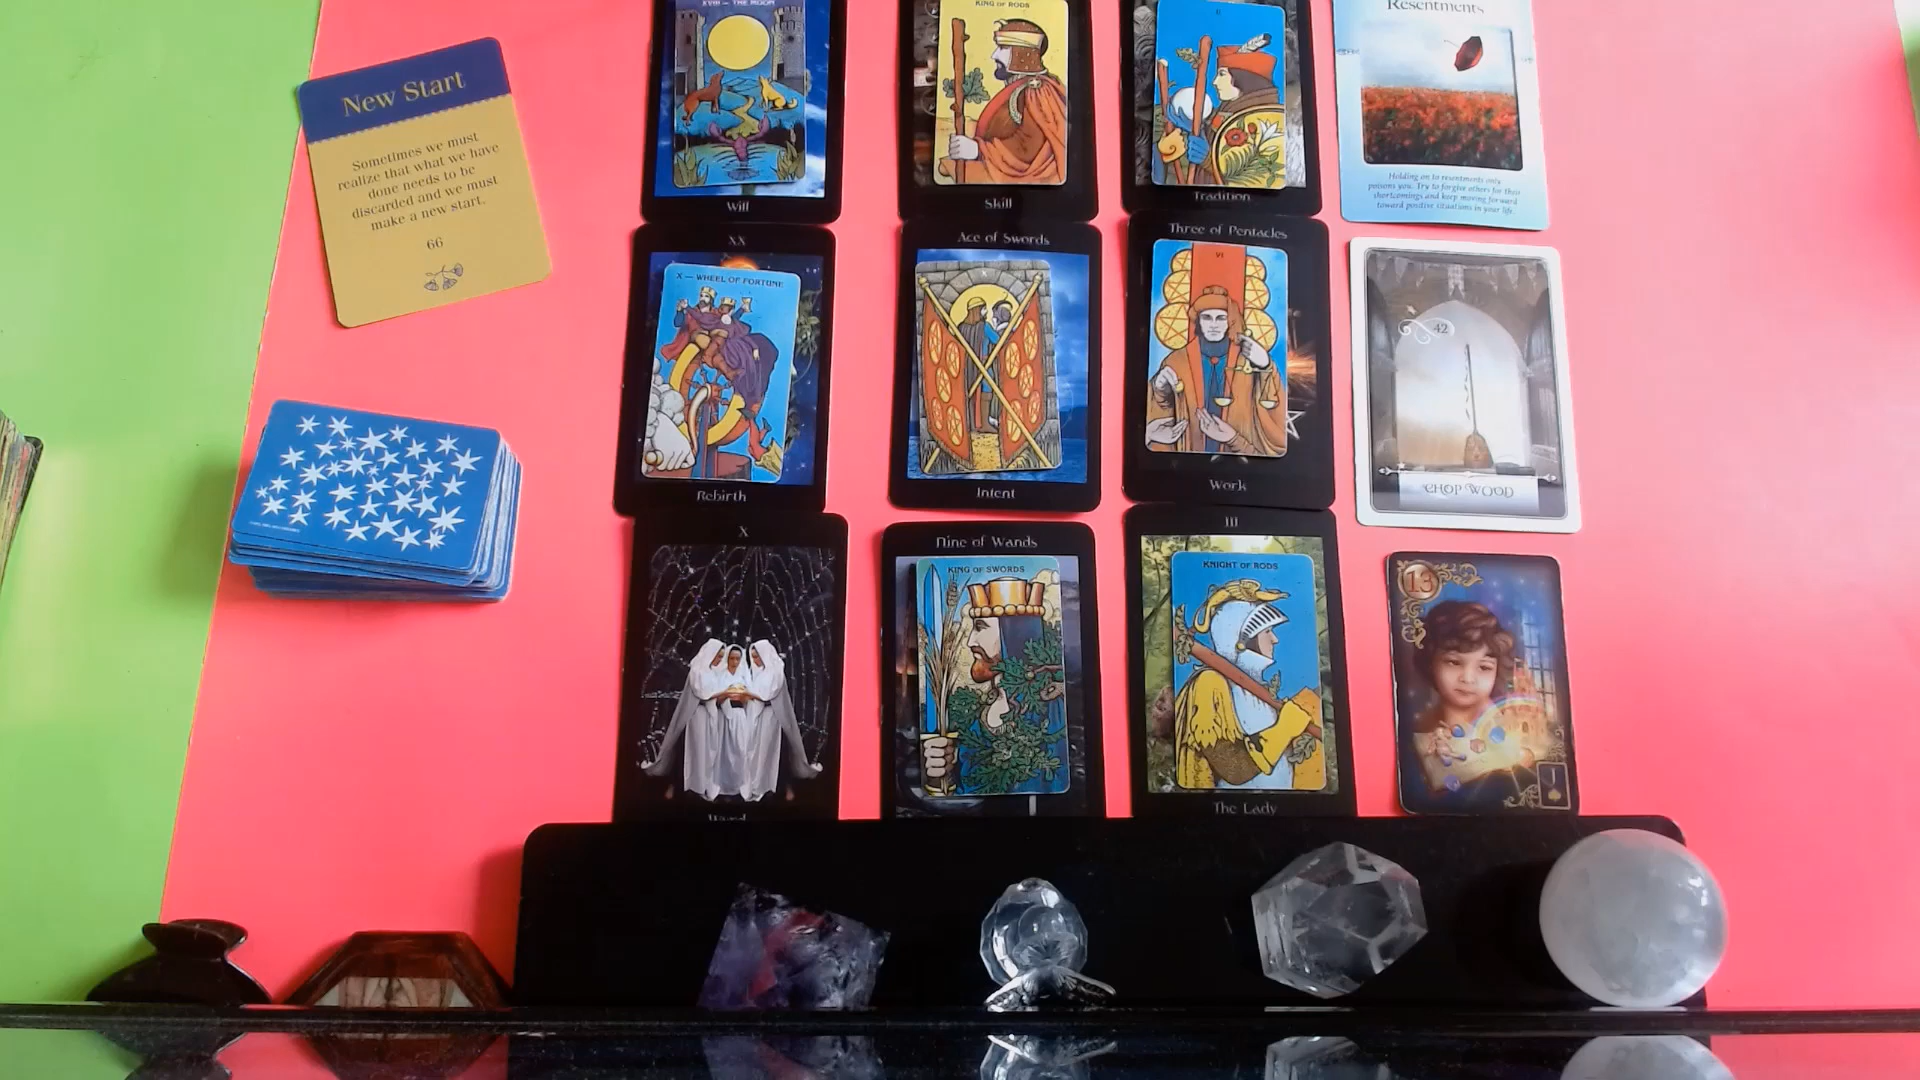 New Start
Sometimes we must
realize that what we have
done needs to be
discarded and we must
make a new start.
66
XVIII — THE MOON
Will
KING OF RODS
Skill
II
Tradition
Resentments
Holding on to resentments only
poisons you. Try to forgive others for their
shortcomings and keep moving forward
toward positive situations in your life.
XX
X — WHEEL OF FORTUNE
Rebirth
Ace of Swords
X
Intent
Three of Pentacles
VI
Work
42
CHOP WOOD
X
Nine of Wands
KING OF SWORDS
III
KNIGHT OF RODS
The Lady
13
J